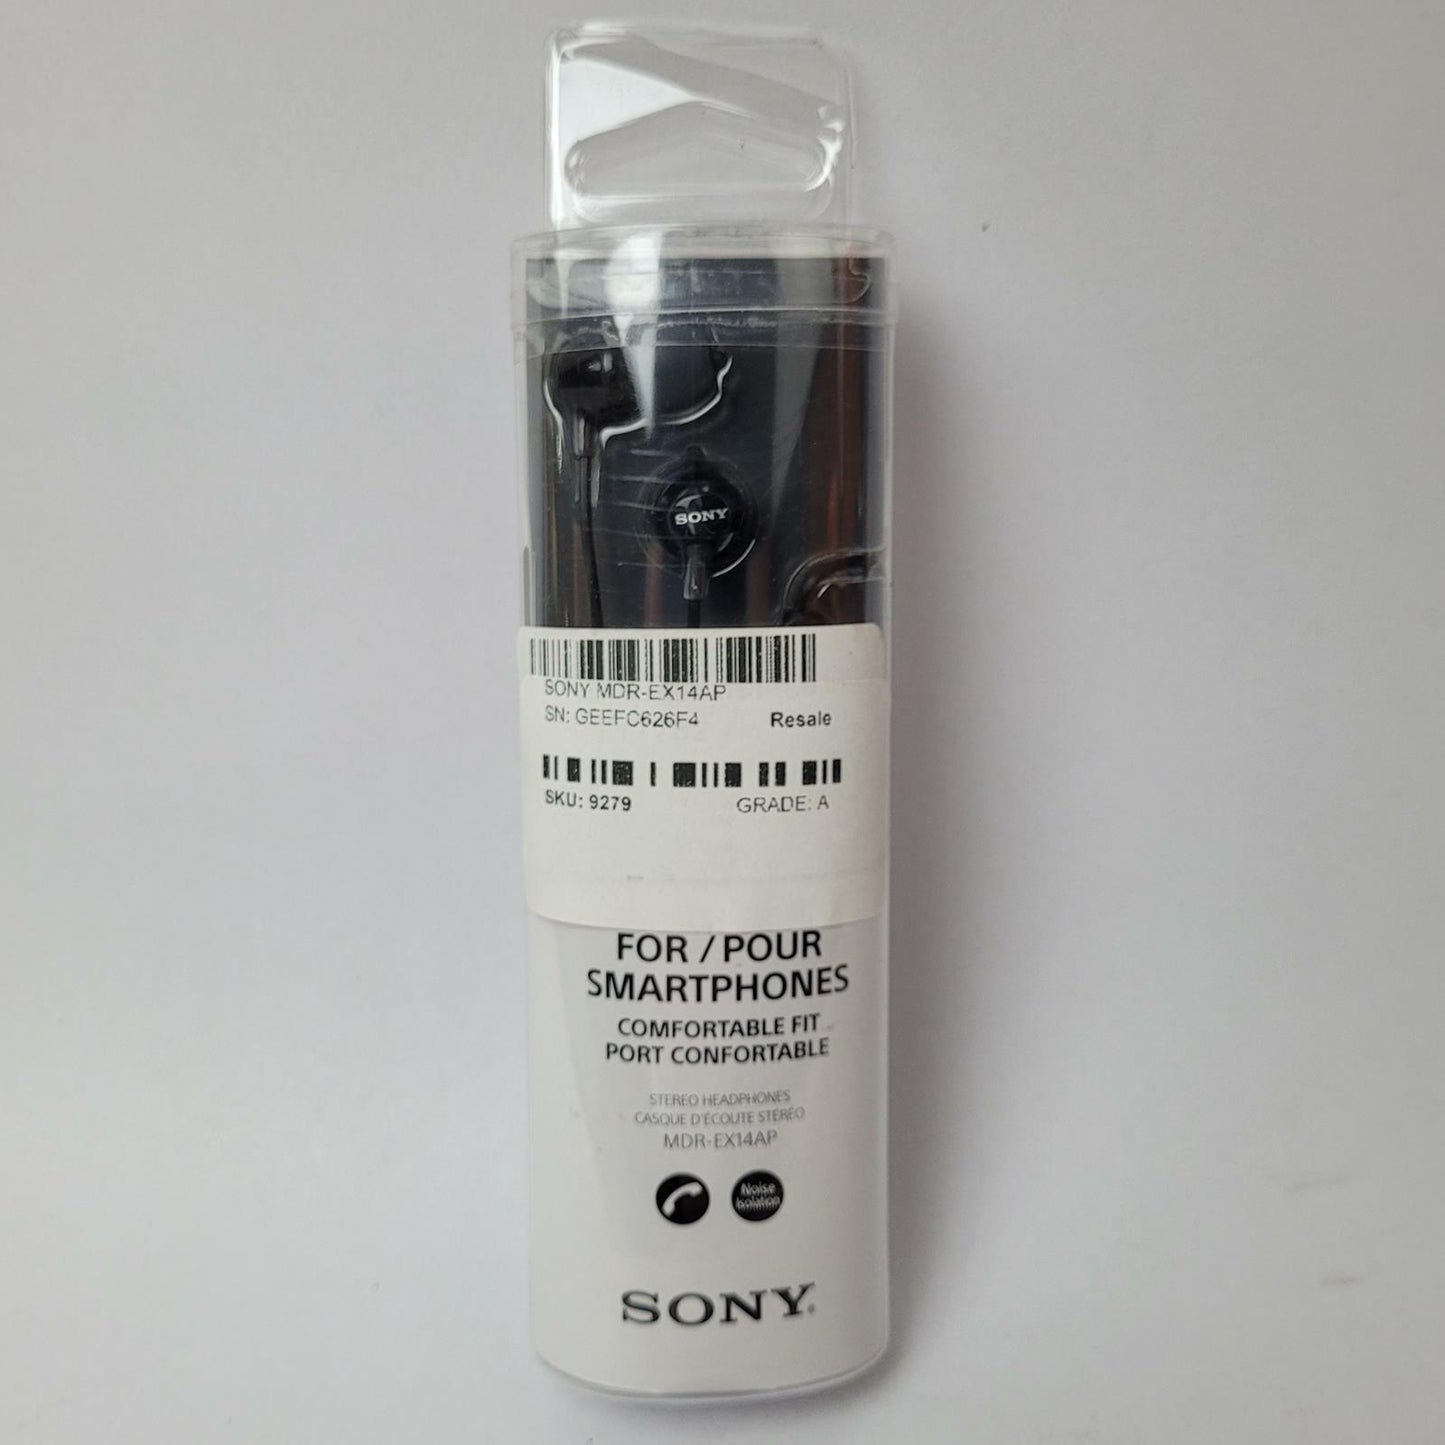 SONY
SONY MDR-EX14AP
SN: GEEFC626F4 Resale
SKU: 9279 GRADE: A
FOR / POUR
SMARTPHONES
COMFORTABLE FIT
PORT CONFORTABLE
STEREO HEADPHONES
CASQUE D'ÉCOUTE STÉRÉO
MDR-EX14AP
Noise
Isolation
SONY®